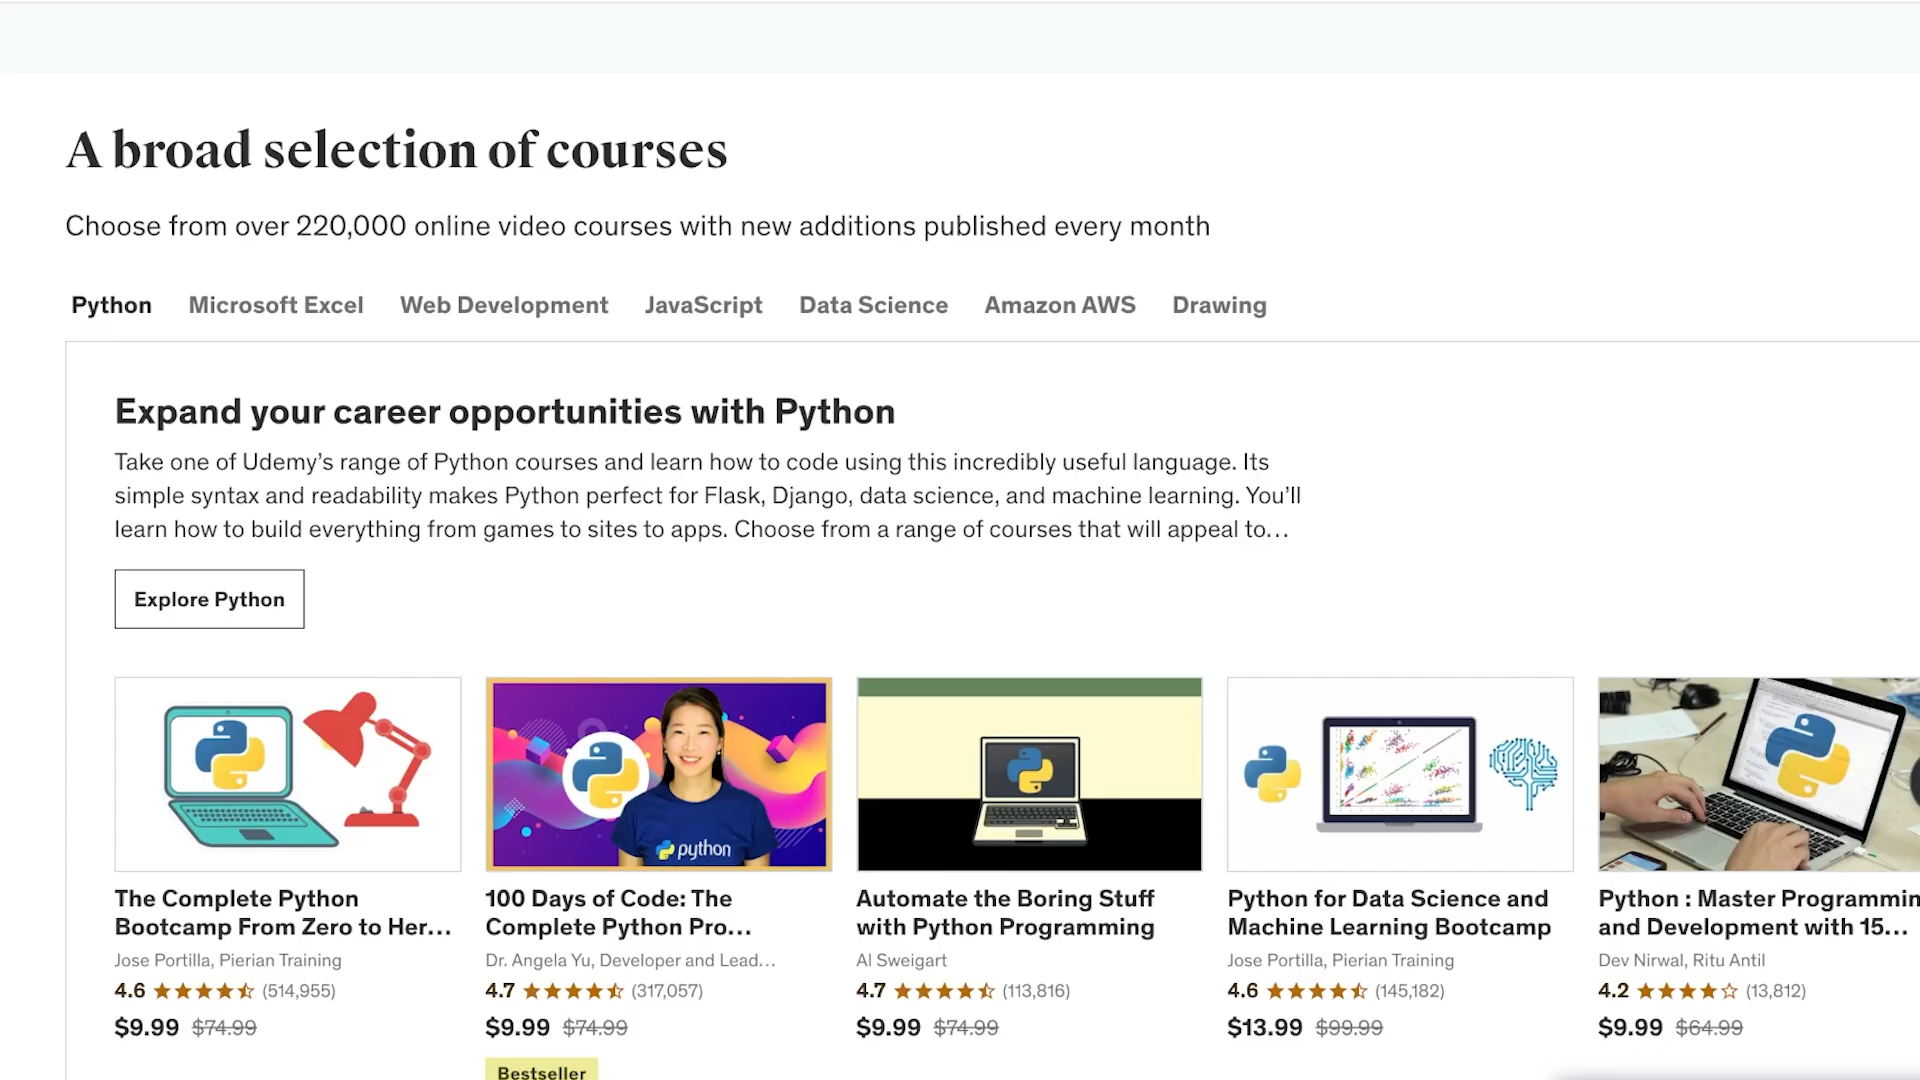 A broad selection of courses
Choose from over 220,000 online video courses with new additions published every month
Python Microsoft Excel Web Development JavaScript Data Science Amazon AWS Drawing
Expand your career opportunities with Python
Take one of Udemy’s range of Python courses and learn how to code using this incredibly useful language. Its
simple syntax and readability makes Python perfect for Flask, Django, data science, and machine learning. You’ll
learn how to build everything from games to sites to apps. Choose from a range of courses that will appeal to…
Explore Python
python
The Complete Python
Bootcamp From Zero to Her…
Jose Portilla, Pierian Training
4.6 (514,955)
$9.99 $74.99
100 Days of Code: The
Complete Python Pro…
Dr. Angela Yu, Developer and Lead…
4.7 (317,057)
$9.99 $74.99
Bestseller
Automate the Boring Stuff
with Python Programming
Al Sweigart
4.7 (113,816)
$9.99 $74.99
Python for Data Science and
Machine Learning Bootcamp
Jose Portilla, Pierian Training
4.6 (145,182)
$13.99 $99.99
Python : Master Programmin
and Development with 15…
Dev Nirwal, Ritu Antil
4.2 (13,812)
$9.99 $64.99